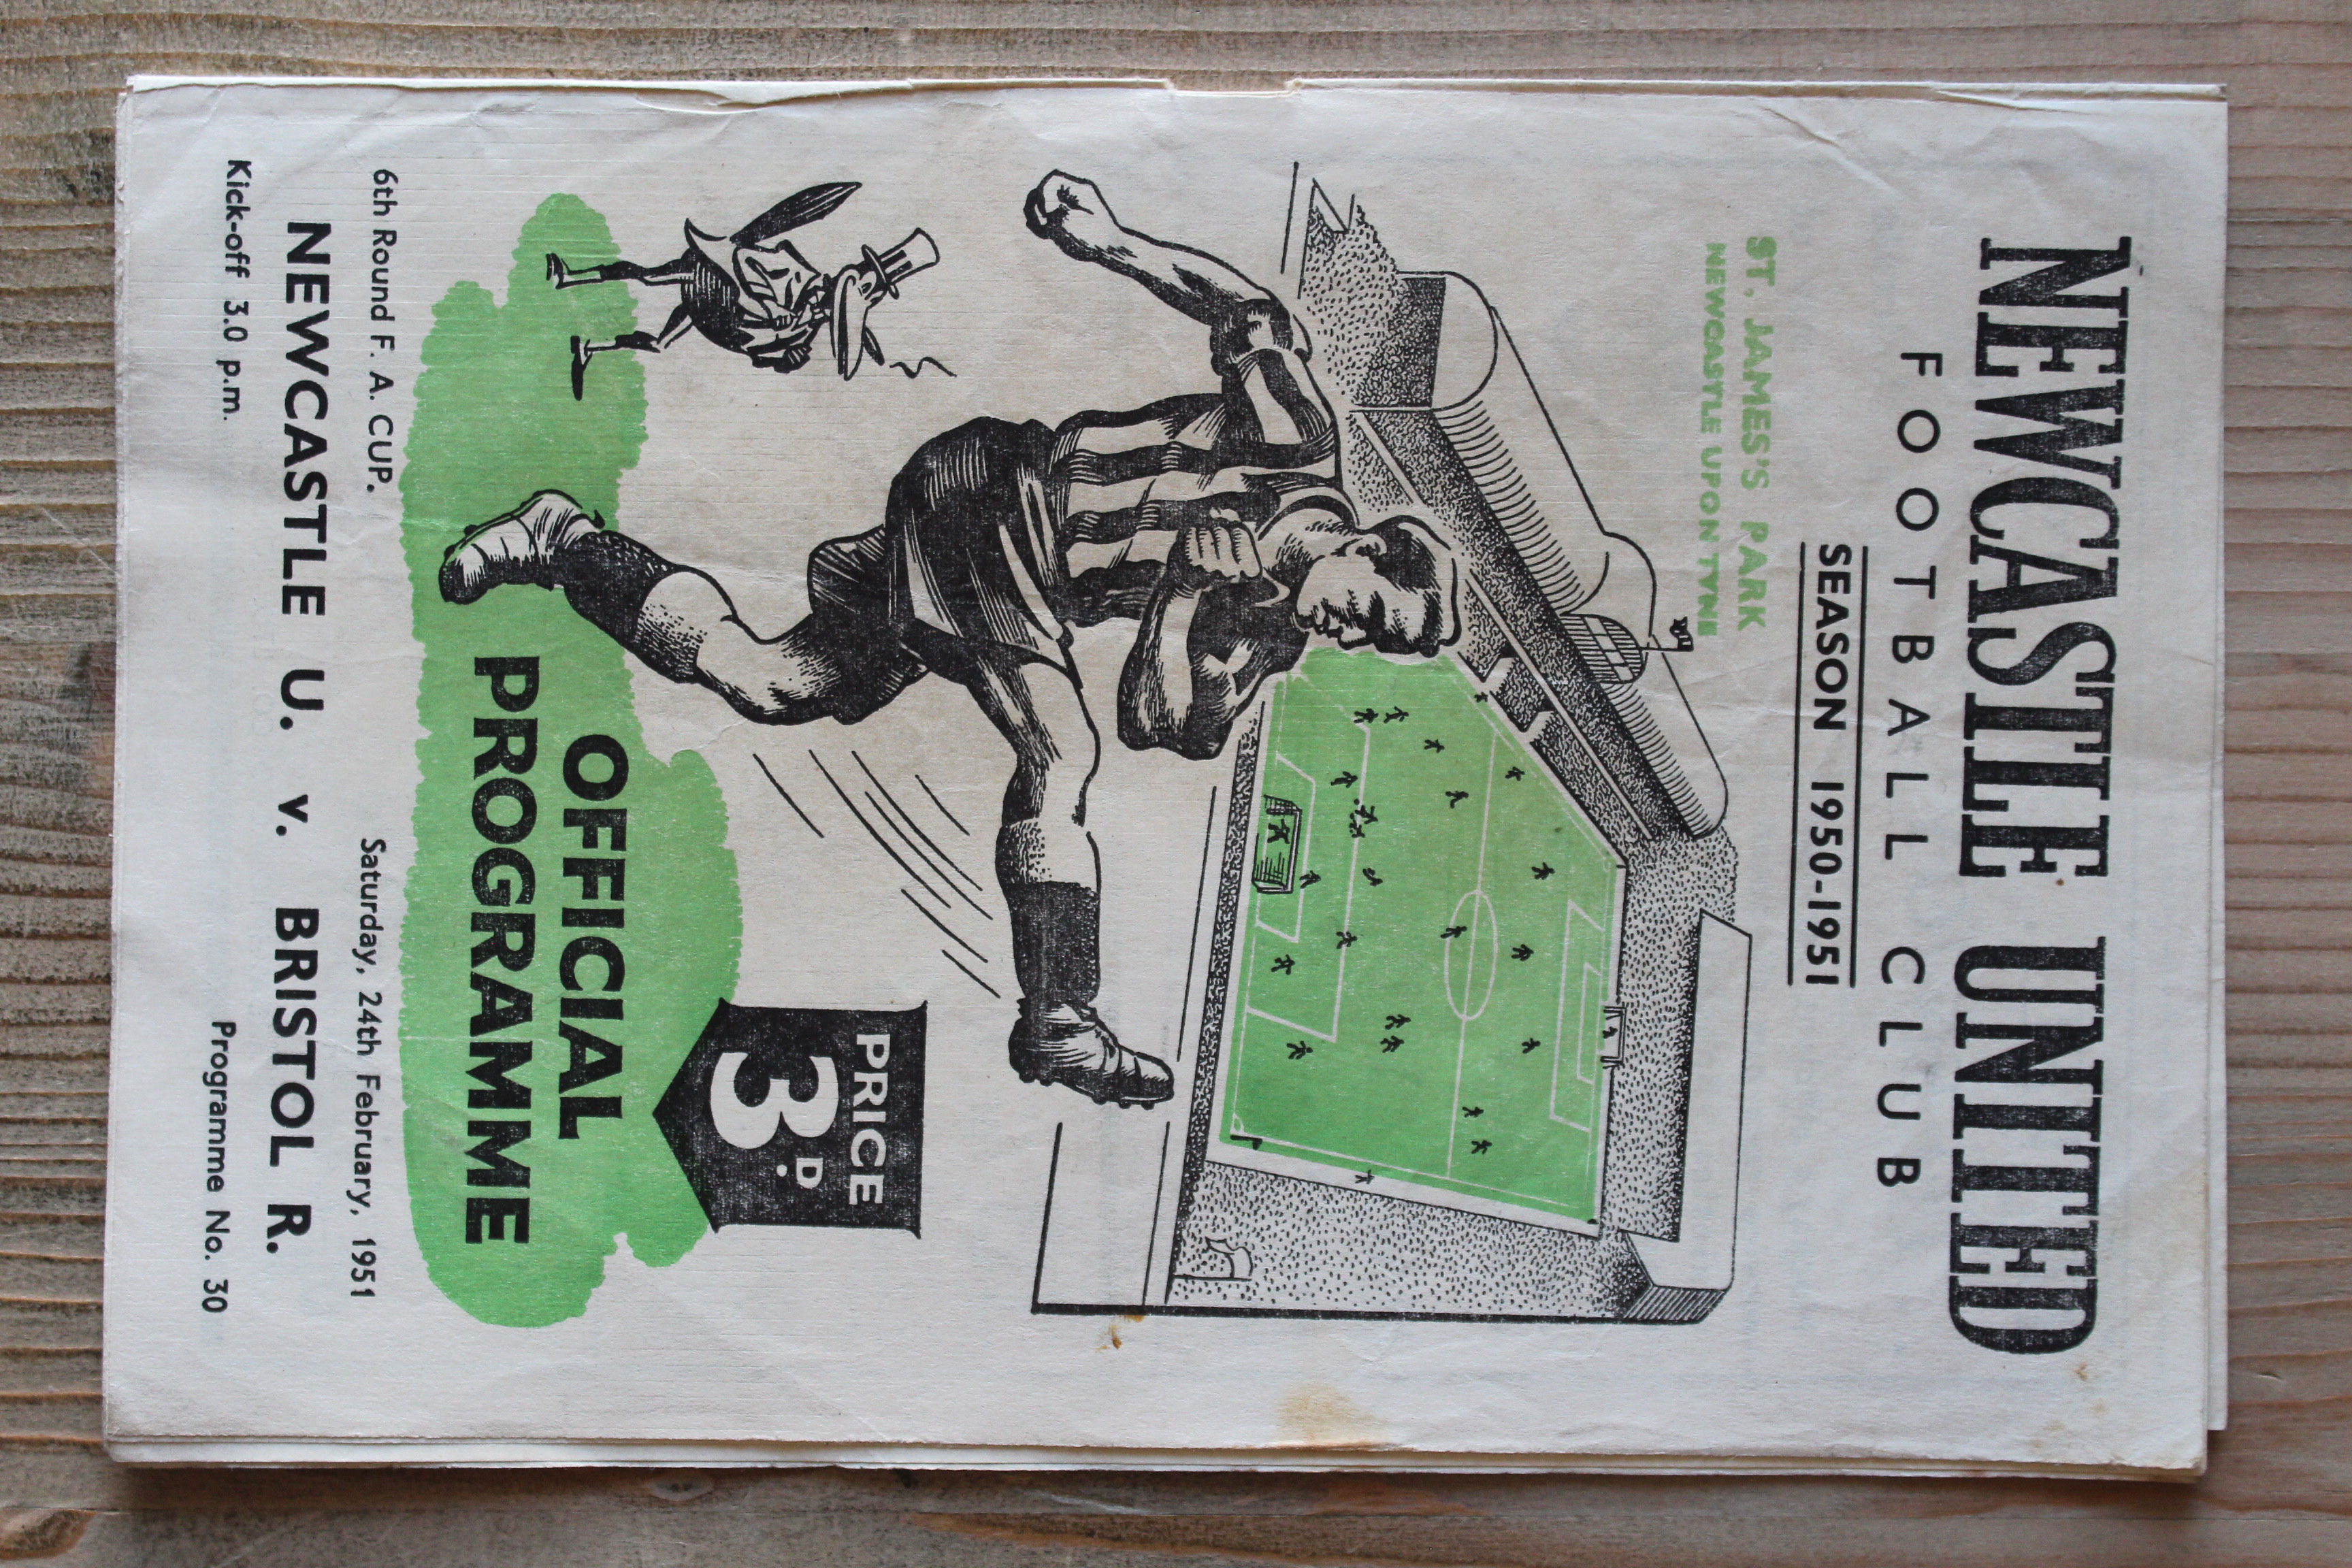 NEWCASTLE UNITED
FOOTBALL CLUB
SEASON 1950-1951
ST. JAMES'S PARK
NEWCASTLE UPON TYNE
PRICE
3D.
OFFICIAL
PROGRAMME
6th Round F. A. CUP. Saturday, 24th February, 1951
NEWCASTLE U. v. BRISTOL R.
Kick-off 3.0 p.m. Programme No. 30